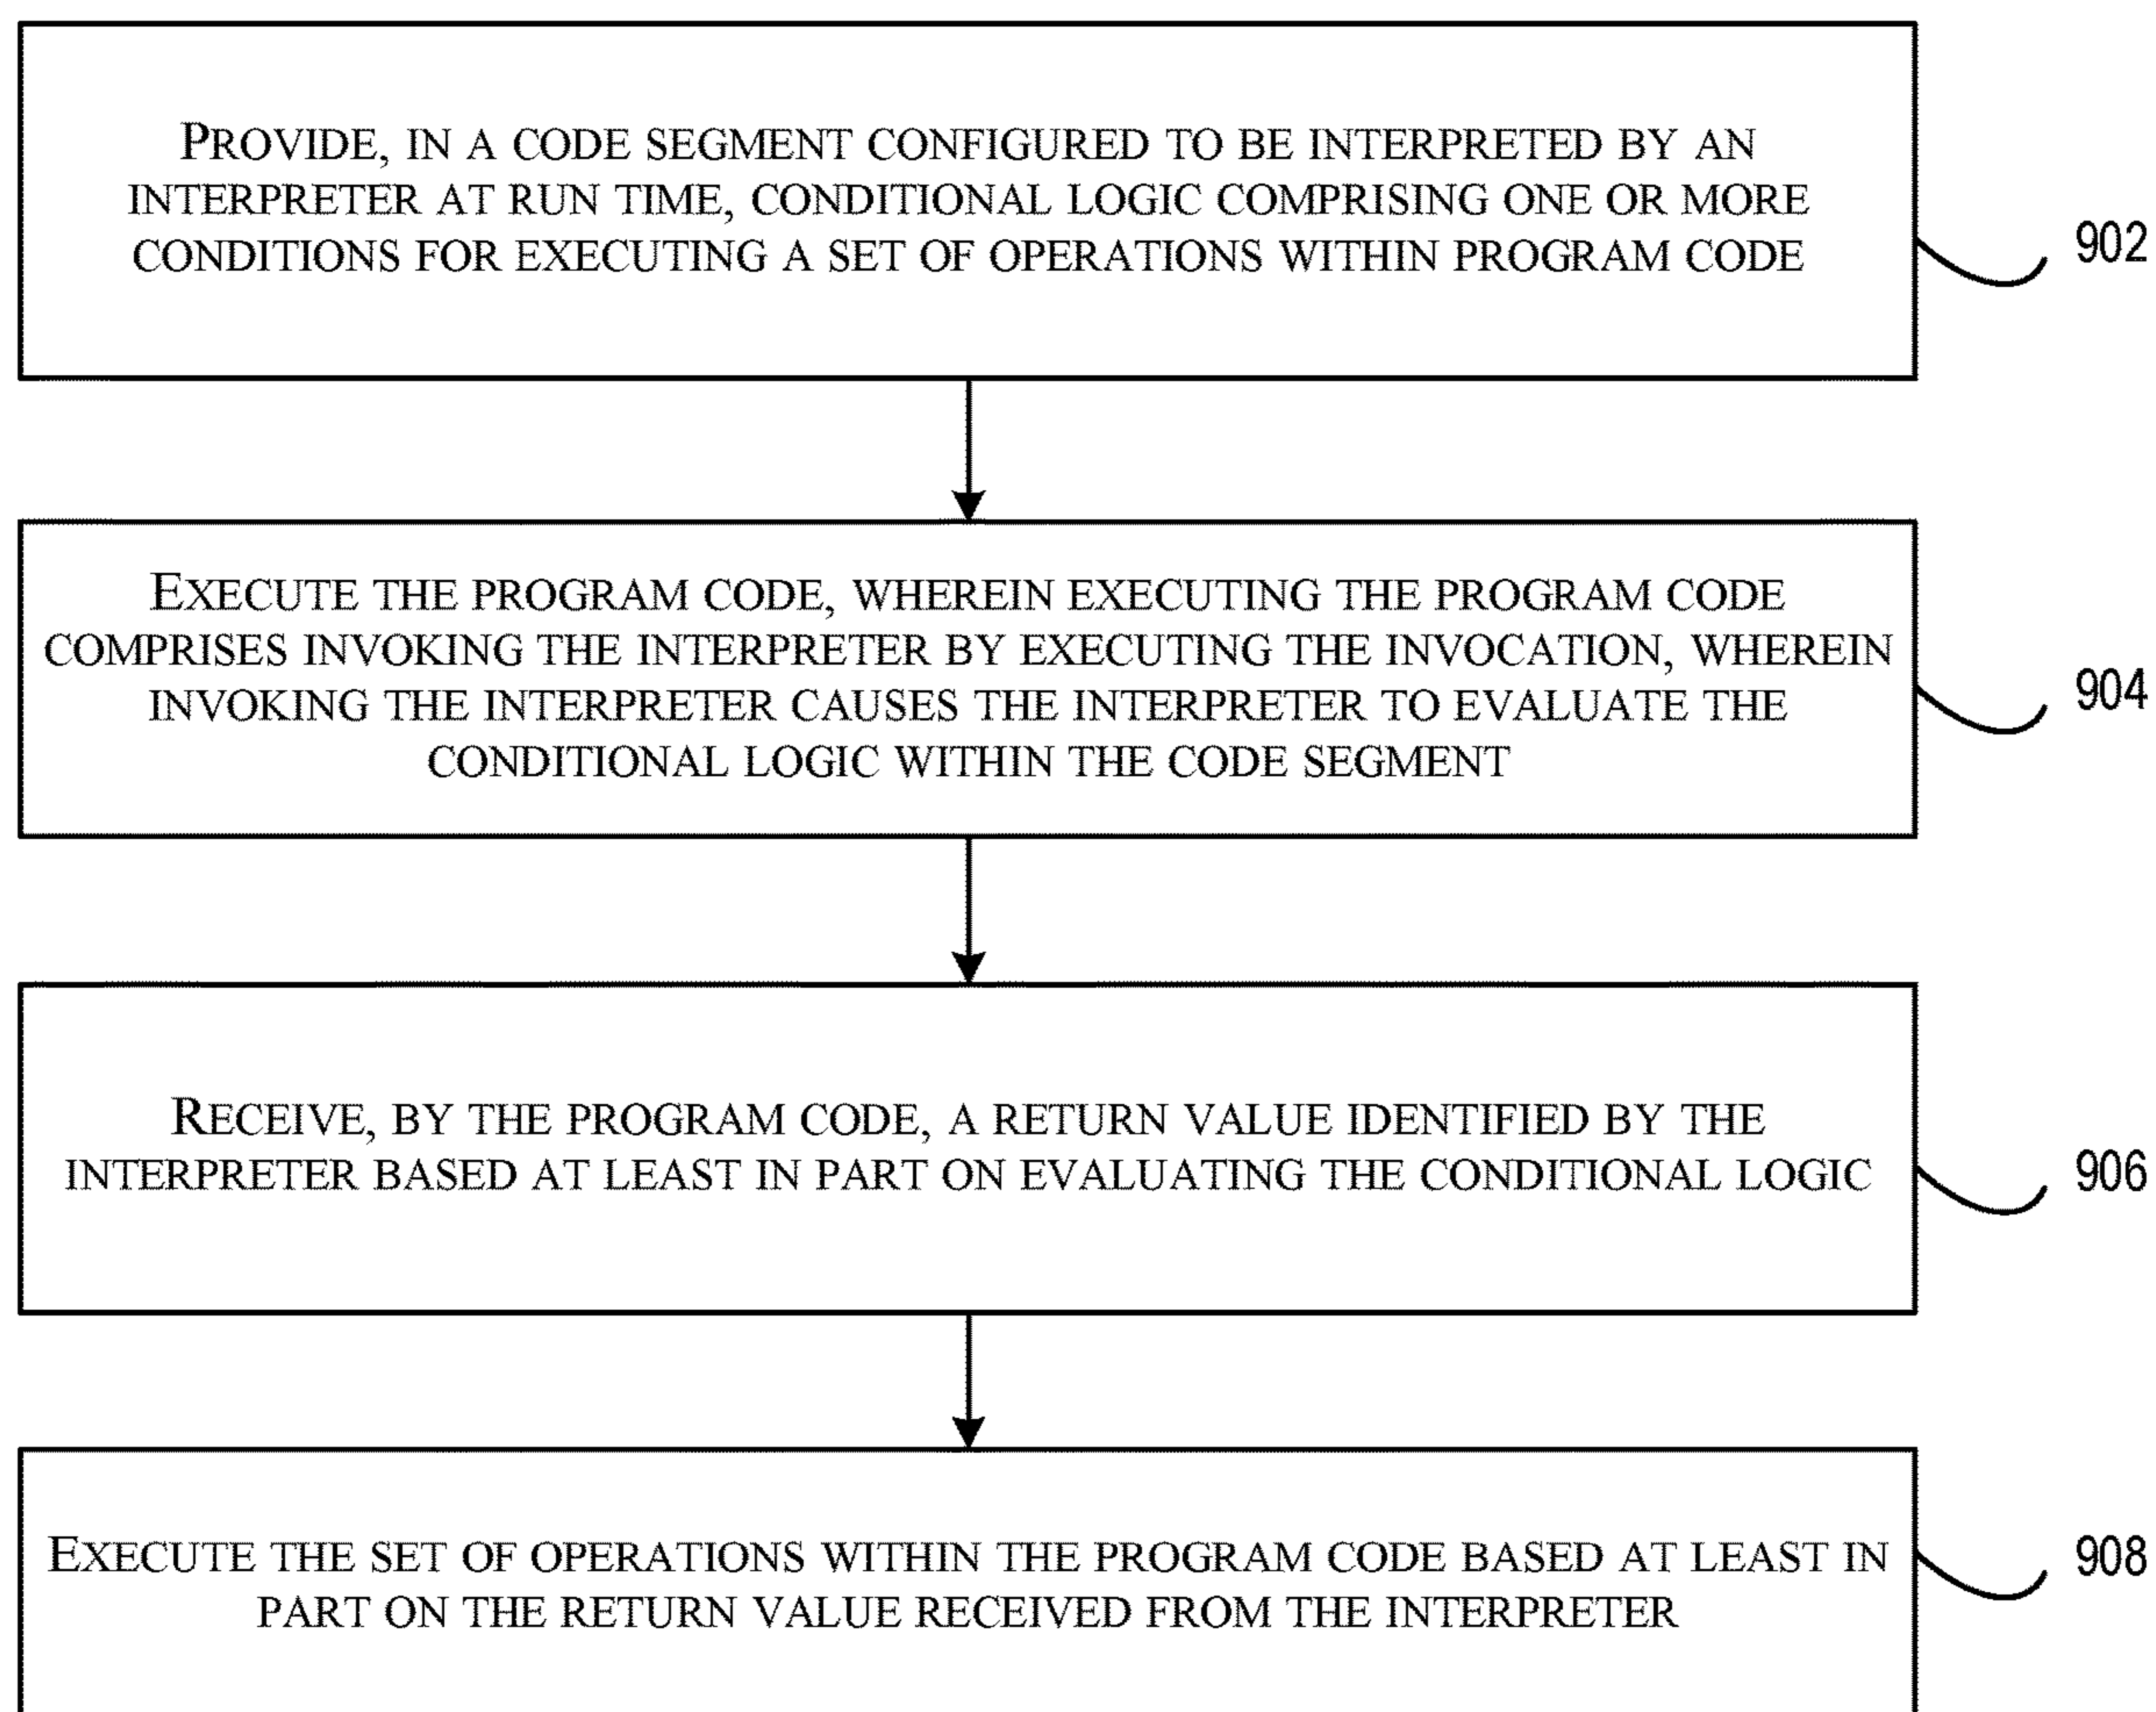 PROVIDE, IN A CODE SEGMENT CONFIGURED TO BE INTERPRETED BY AN
INTERPRETER AT RUN TIME, CONDITIONAL LOGIC COMPRISING ONE OR MORE
CONDITIONS FOR EXECUTING A SET OF OPERATIONS WITHIN PROGRAM CODE
902
EXECUTE THE PROGRAM CODE, WHEREIN EXECUTING THE PROGRAM CODE
COMPRISES INVOKING THE INTERPRETER BY EXECUTING THE INVOCATION, WHEREIN
INVOKING THE INTERPRETER CAUSES THE INTERPRETER TO EVALUATE THE
CONDITIONAL LOGIC WITHIN THE CODE SEGMENT
904
RECEIVE, BY THE PROGRAM CODE, A RETURN VALUE IDENTIFIED BY THE
INTERPRETER BASED AT LEAST IN PART ON EVALUATING THE CONDITIONAL LOGIC
906
EXECUTE THE SET OF OPERATIONS WITHIN THE PROGRAM CODE BASED AT LEAST IN
PART ON THE RETURN VALUE RECEIVED FROM THE INTERPRETER
908